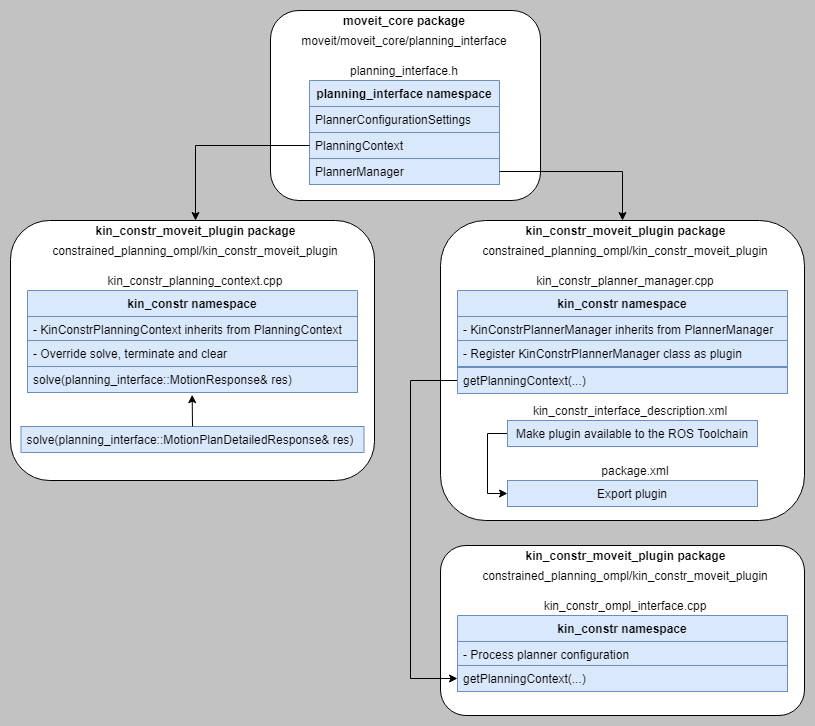 moveit_core package
moveit/moveit_core/planning_interface
planning_interface.h
planning_interface namespace
PlannerConfigurationSettings
PlanningContext
PlannerManager
kin_constr_moveit_plugin package
constrained_planning_ompl/kin_constr_moveit_plugin
kin_constr_planning_context.cpp
kin_constr namespace
- KinConstrPlanningContext inherits from PlanningContext
- Override solve, terminate and clear
solve(planning_interface::MotionResponse& res)
solve(planning_interface::MotionPlanDetailedResponse& res)
kin_constr_moveit_plugin package
constrained_planning_ompl/kin_constr_moveit_plugin
kin_constr_planner_manager.cpp
kin_constr namespace
- KinConstrPlannerManager inherits from PlannerManager
- Register KinConstrPlannerManager class as plugin
getPlanningContext(...)
kin_constr_interface_description.xml
Make plugin available to the ROS Toolchain
package.xml
Export plugin
kin_constr_moveit_plugin package
constrained_planning_ompl/kin_constr_moveit_plugin
kin_constr_ompl_interface.cpp
kin_constr namespace
- Process planner configuration
getPlanningContext(...)